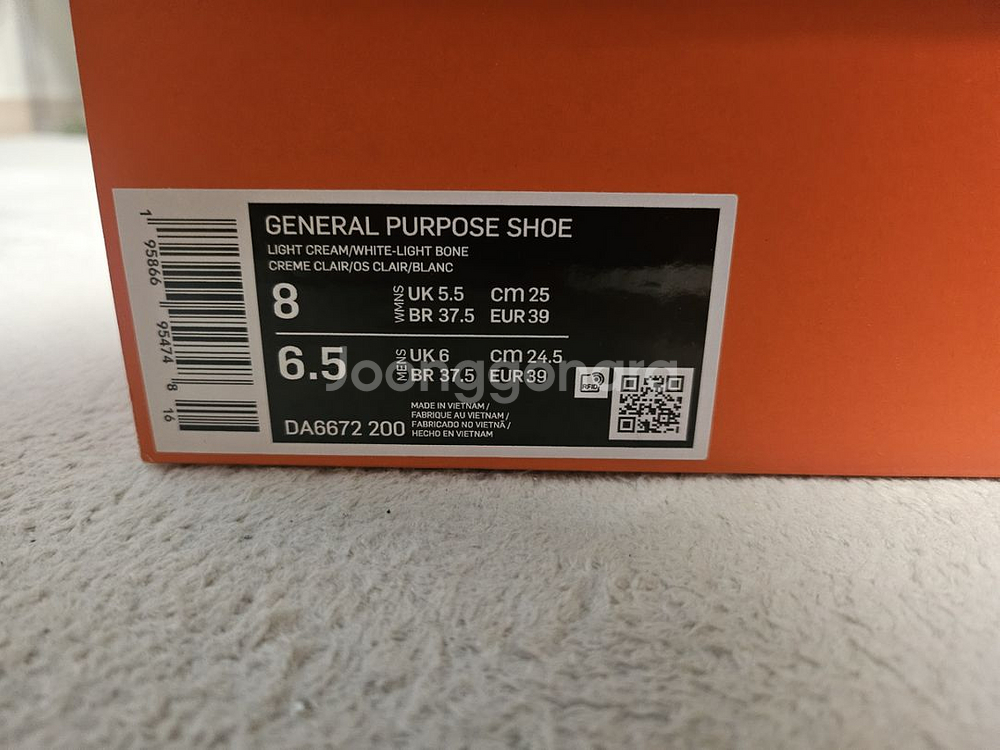 GENERAL PURPOSE SHOE
LIGHT CREAM/WHITE-LIGHT BONE
CREME CLAIR/OS CLAIR/BLANC
8 WMNS UK 5.5 cm 25
BR 37.5 EUR 39
6.5 MENS UK 6 cm 24.5
BR 37.5 EUR 39
Joonggonara
RFID
MADE IN VIETNAM /
FABRIQUE AU VIETNAM /
FABRICADO NO VIETNÃ /
HECHO EN VIETNAM
DA6672 200
1 95866 95474 8 16